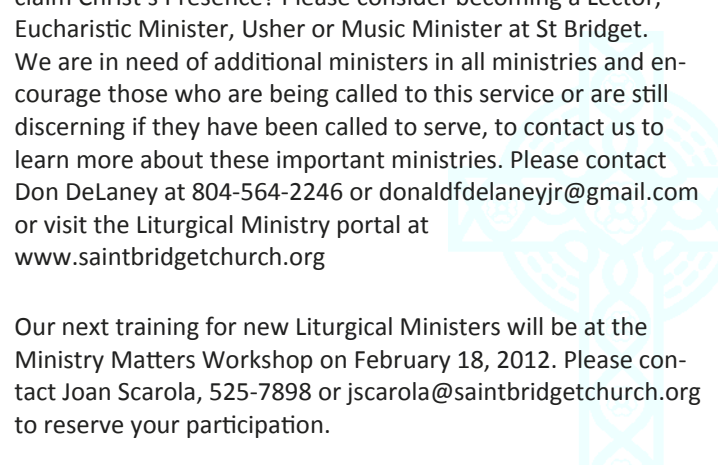 claim Christ's Presence? Please consider becoming a Lector,
Eucharistic Minister, Usher or Music Minister at St Bridget.
We are in need of additional ministers in all ministries and en-
courage those who are being called to this service or are still
discerning if they have been called to serve, to contact us to
learn more about these important ministries. Please contact
Don DeLaney at 804-564-2246 or donaldfdelaneyjr@gmail.com
or visit the Liturgical Ministry portal at
www.saintbridgetchurch.org

Our next training for new Liturgical Ministers will be at the
Ministry Matters Workshop on February 18, 2012. Please con-
tact Joan Scarola, 525-7898 or jscarola@saintbridgetchurch.org
to reserve your participation.